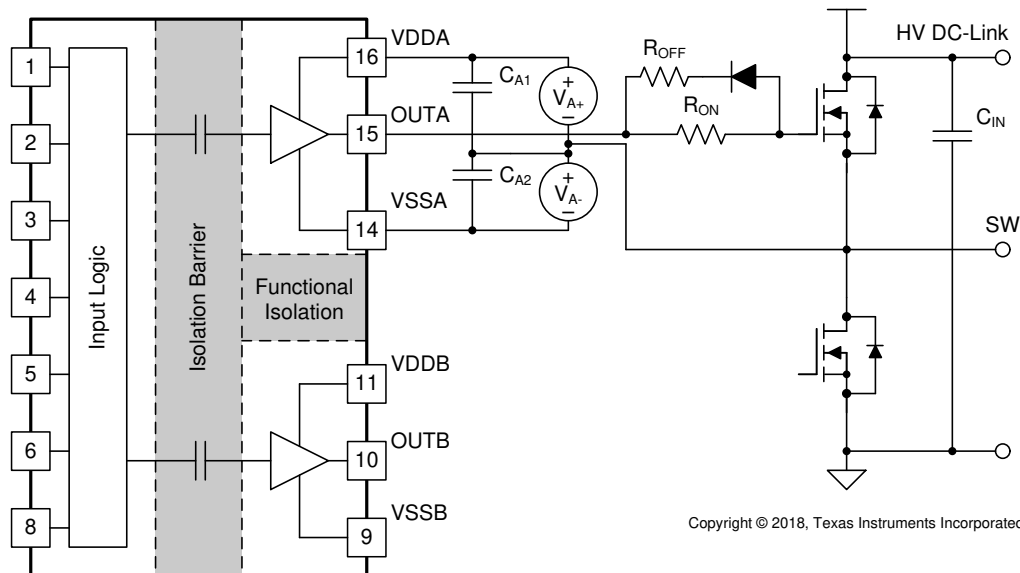 VDDA
HV DC-Link
1
16
ROFF
CA1
VA+
+
−
OUTA
RON
CIN
2
15
CA2
+
VA-
−
VSSA
3
14
SW
Input Logic
Isolation Barrier
Functional
Isolation
4
VDDB
5
11
OUTB
6
10
VSSB
8
9
Copyright © 2018, Texas Instruments Incorporated